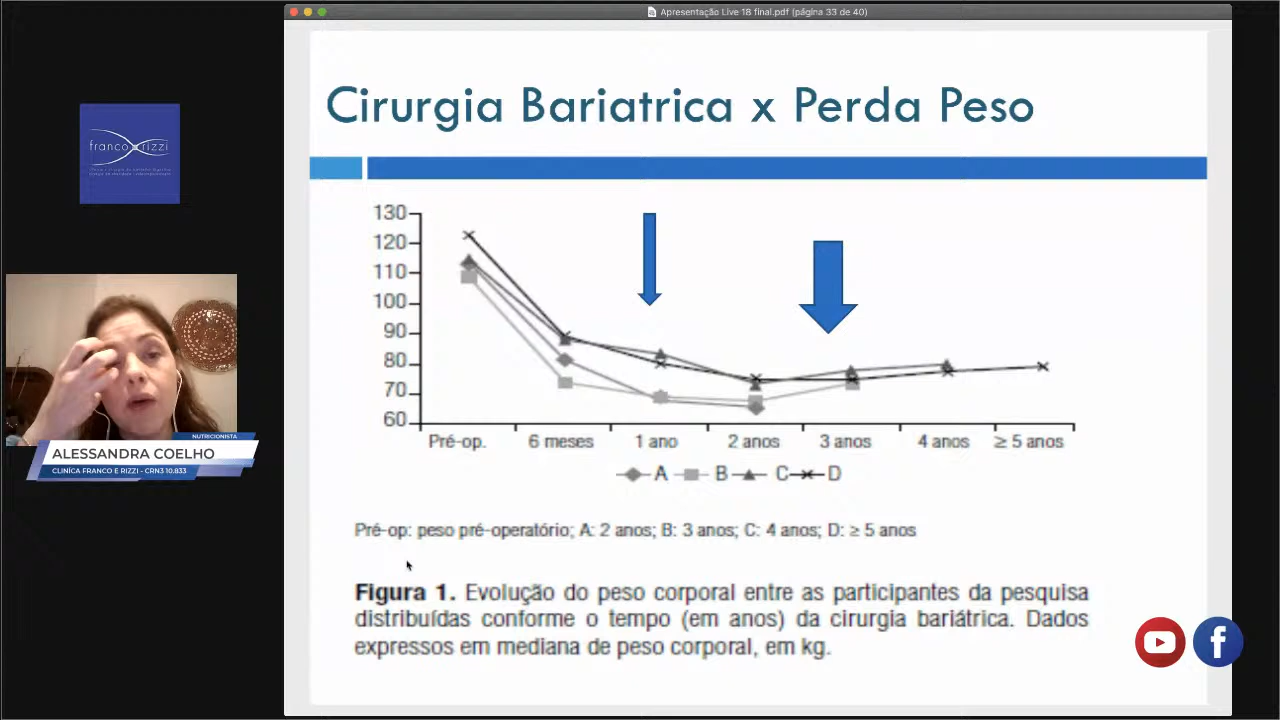 Apresentação Live 18 final.pdf (página 33 de 40)
Cirurgia Bariatrica x Perda Peso
franco rizzi
130
120
110
100
90
80
70
60
Pré-op. 6 meses 1 ano 2 anos 3 anos 4 anos ≥ 5 anos
A B C D
Pré-op: peso pré-operatório; A: 2 anos; B: 3 anos; C: 4 anos; D: ≥ 5 anos
Figura 1. Evolução do peso corporal entre as participantes da pesquisa
distribuídas conforme o tempo (em anos) da cirurgia bariátrica. Dados
expressos em mediana de peso corporal, em kg.
NUTRICIONISTA
ALESSANDRA COELHO
CLINÍCA FRANCO E RIZZI - CRN3 10.833
f